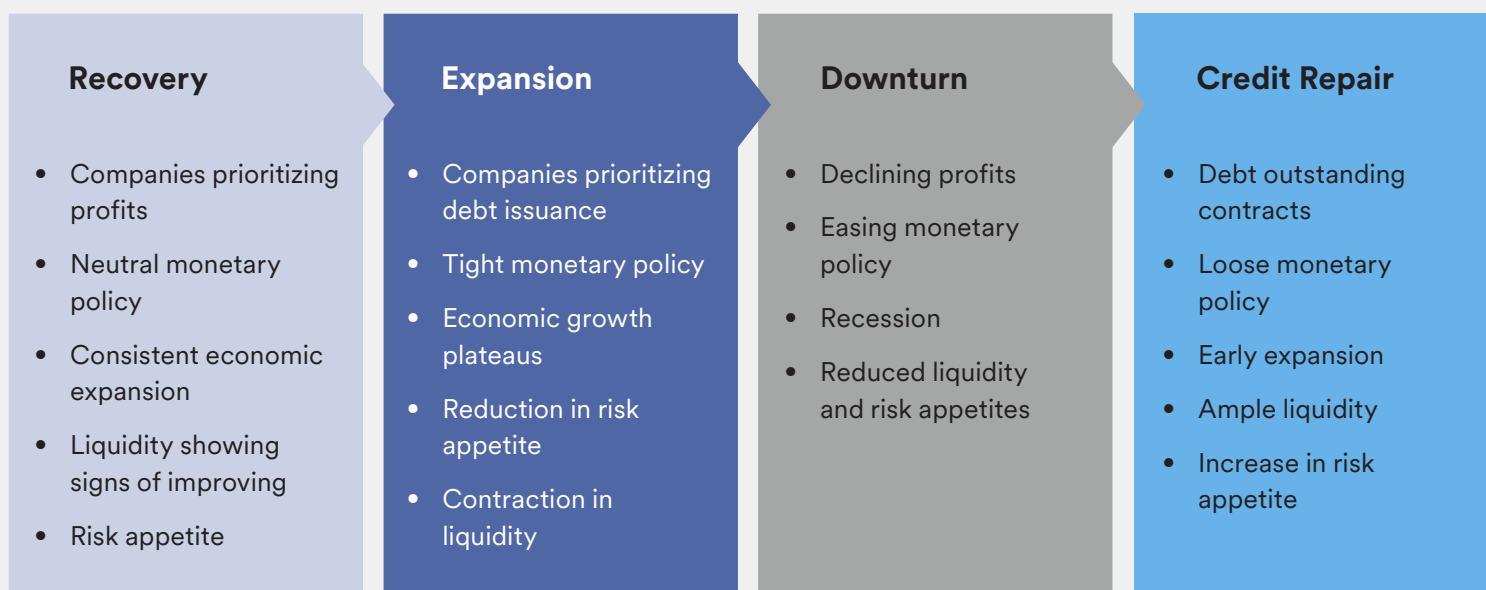 Recovery
• Companies prioritizing
profits
• Neutral monetary
policy
• Consistent economic
expansion
• Liquidity showing
signs of improving
• Risk appetite
Expansion
• Companies prioritizing
debt issuance
• Tight monetary policy
• Economic growth
plateaus
• Reduction in risk
appetite
• Contraction in
liquidity
Downturn
• Declining profits
• Easing monetary
policy
• Recession
• Reduced liquidity
and risk appetites
Credit Repair
• Debt outstanding
contracts
• Loose monetary
policy
• Early expansion
• Ample liquidity
• Increase in risk
appetite